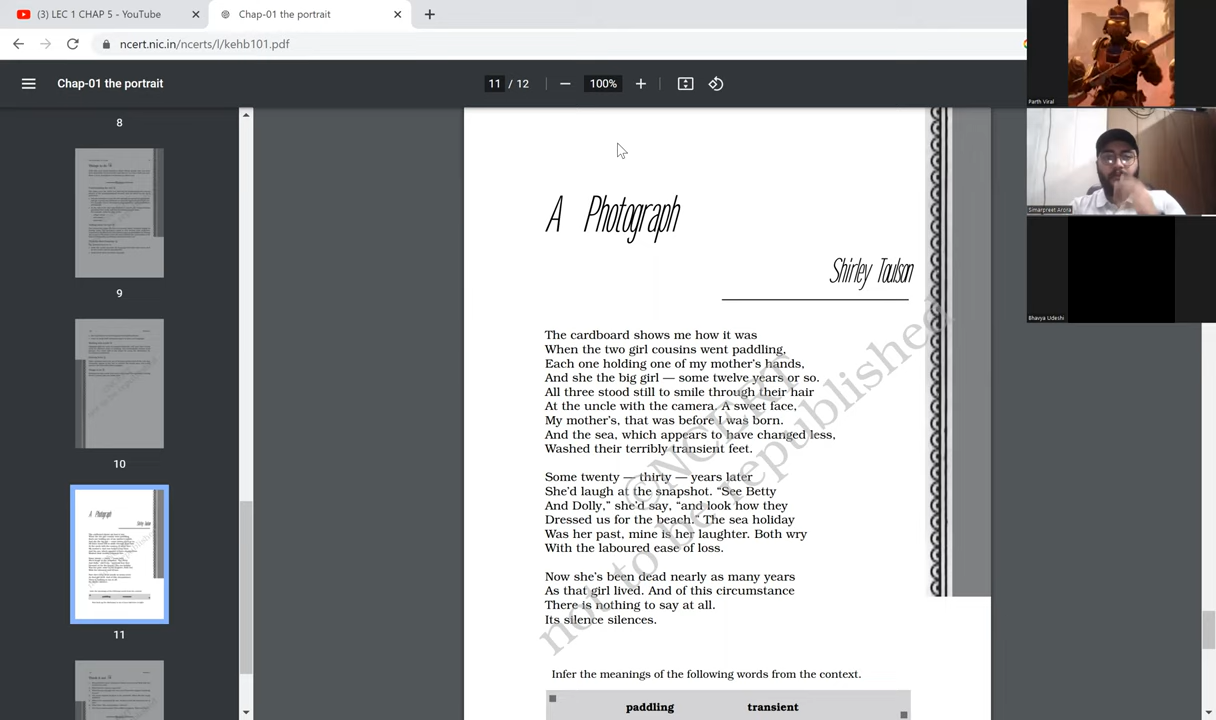 (3) LEC 1 CHAP 5 - YouTube
Chap-01 the portrait
ncert.nic.in/ncerts/l/kehb101.pdf
Chap-01 the portrait
11 / 12
100%
8
9
10
11
A Photograph
Shirley Toulson
The cardboard shows me how it was
When the two girl cousins went paddling,
Each one holding one of my mother's hands,
And she the big girl — some twelve years or so.
All three stood still to smile through their hair
At the uncle with the camera. A sweet face,
My mother's, that was before I was born.
And the sea, which appears to have changed less,
Washed their terribly transient feet.
Some twenty — thirty — years later
She'd laugh at the snapshot. “See Betty
And Dolly,” she'd say, “and look how they
Dressed us for the beach.” The sea holiday
Was her past, mine is her laughter. Both wry
With the laboured ease of loss.
Now she's been dead nearly as many years
As that girl lived. And of this circumstance
There is nothing to say at all.
Its silence silences.
Infer the meanings of the following words from the context.
paddling transient
©NCERT
not to be republished
Parth Viral
Simarpreet Arora
Bhavya Udeshi